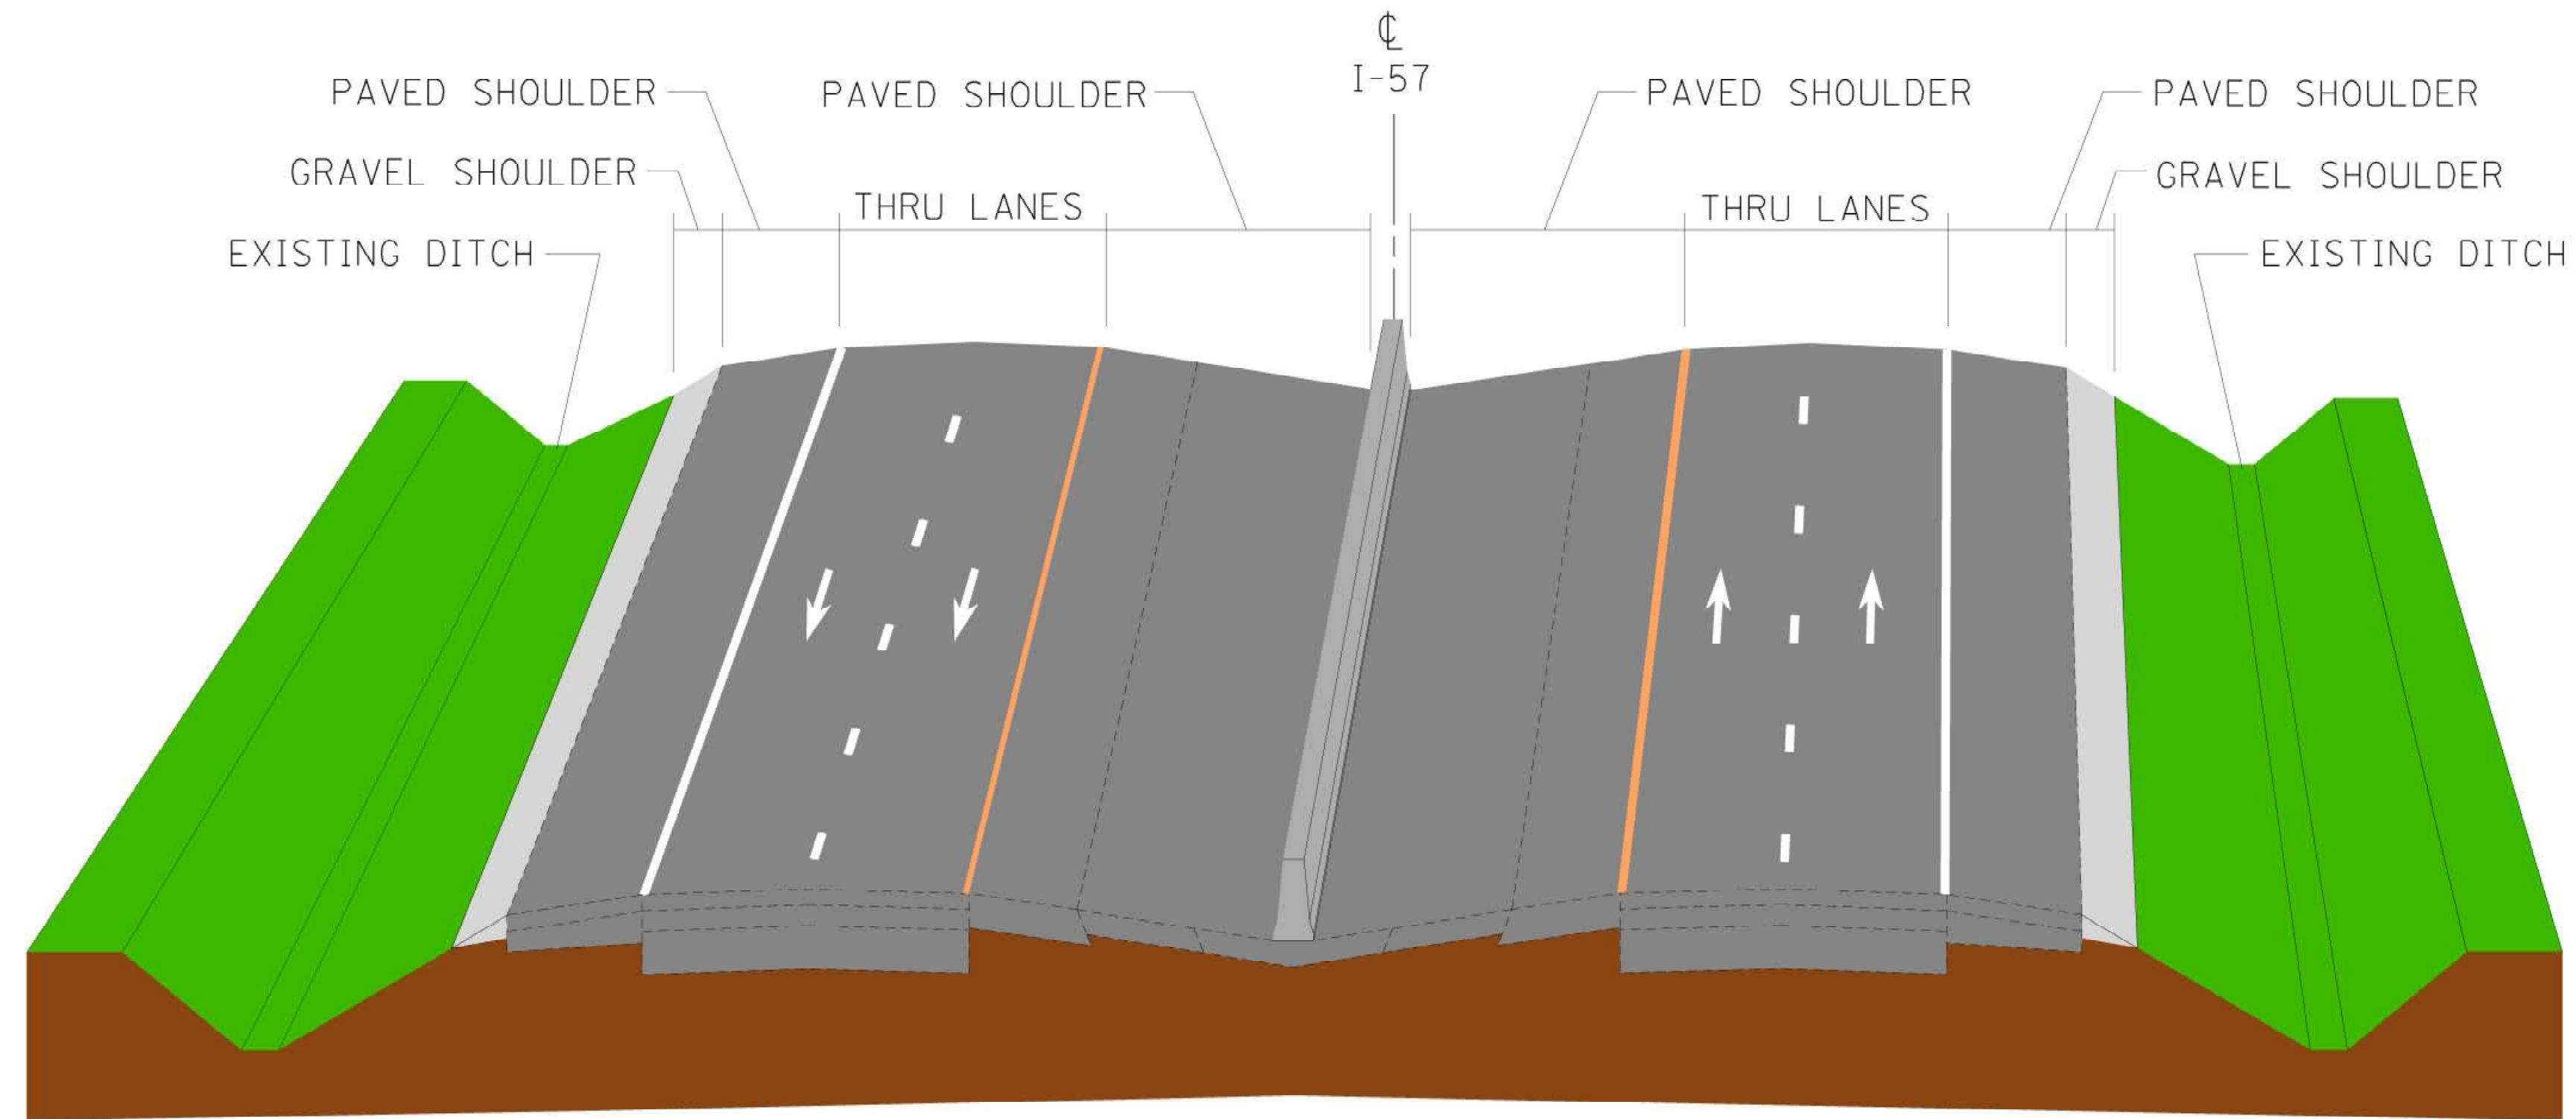 ℄
I-57
PAVED SHOULDER
PAVED SHOULDER
PAVED SHOULDER
PAVED SHOULDER
GRAVEL SHOULDER
GRAVEL SHOULDER
THRU LANES
THRU LANES
EXISTING DITCH
EXISTING DITCH